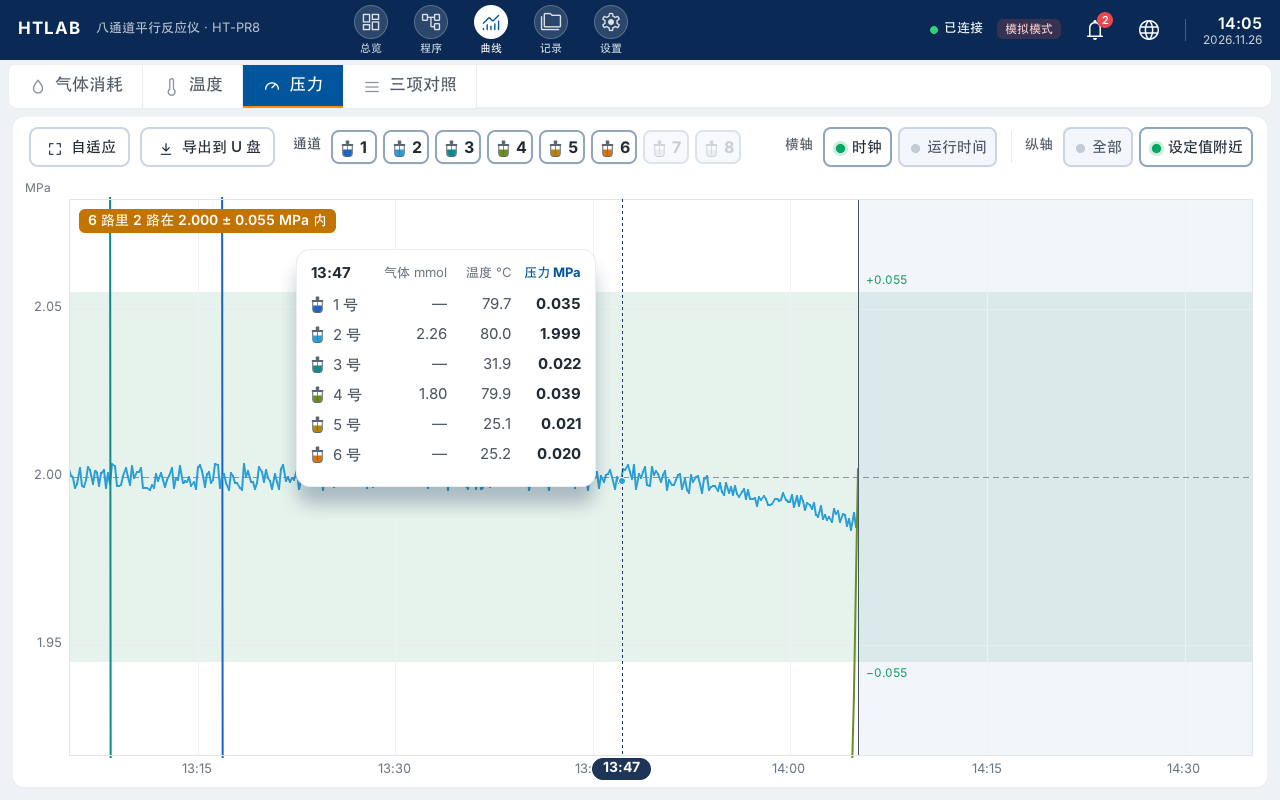 HTLAB 八通道平行反应仪 · HT-PR8
总览 程序 曲线 记录 设置
已连接 模拟模式 2 14:05
2026.11.26
气体消耗 温度 压力 三项对照
自适应 导出到 U 盘 通道 1 2 3 4 5 6 7 8 横轴 时钟 运行时间 纵轴 全部 设定值附近
MPa
6 路里 2 路在 2.000 ± 0.055 MPa 内
13:47 气体 mmol 温度 °C 压力 MPa
1 号 — 79.7 0.035
2 号 2.26 80.0 1.999
3 号 — 31.9 0.022
4 号 1.80 79.9 0.039
5 号 — 25.1 0.021
6 号 — 25.2 0.020
+0.055
2.05
2.00
1.95
−0.055
13:15 13:30 13: 13:47 14:00 14:15 14:30